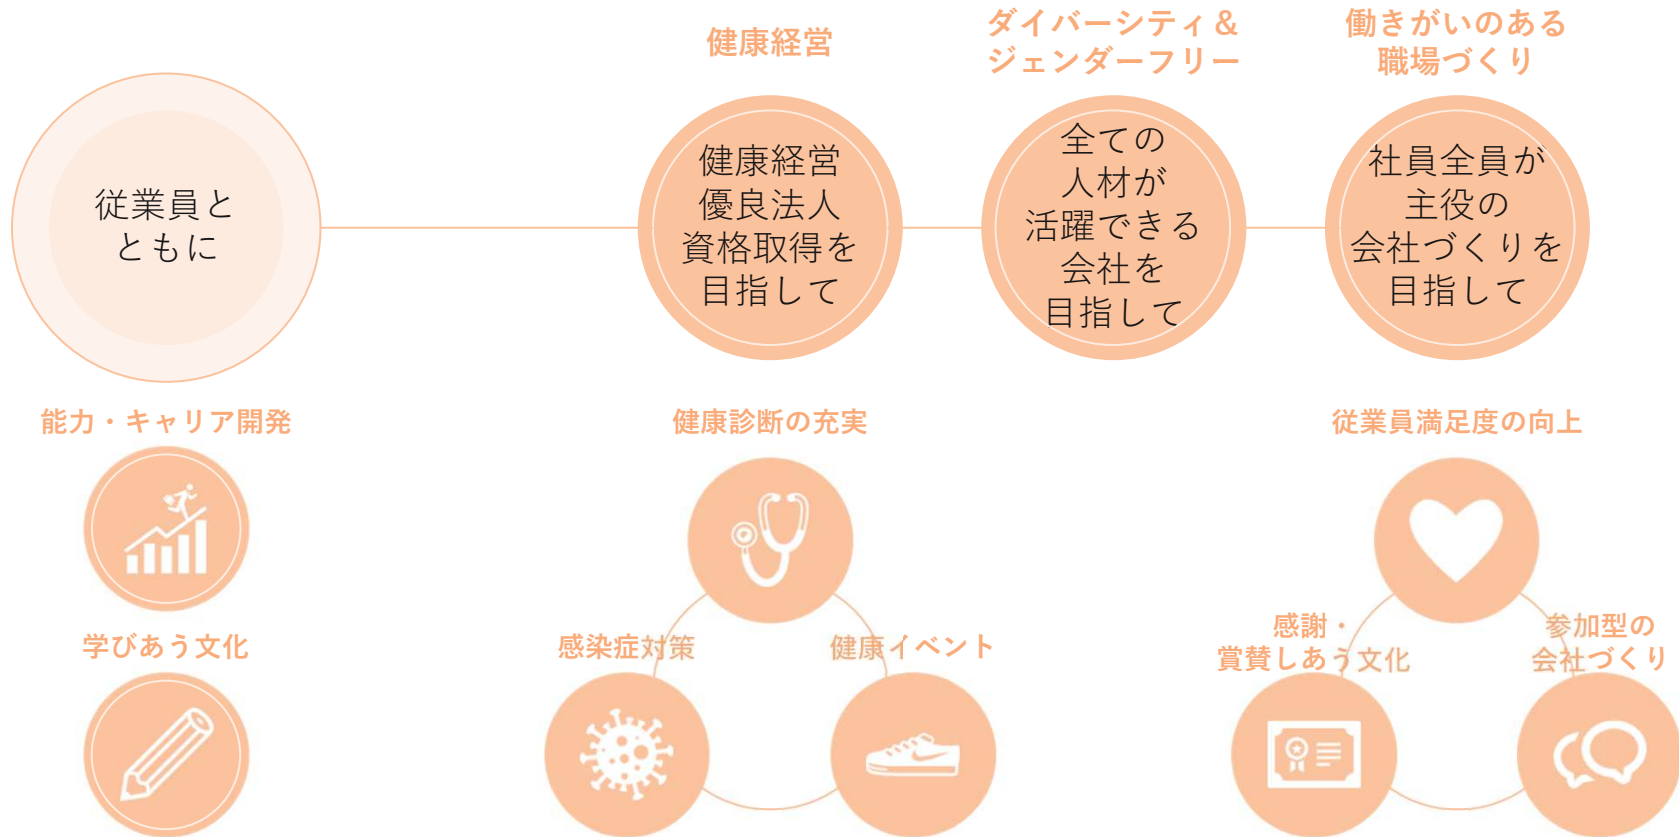 健康経営
ダイバーシティ＆
ジェンダーフリー
働きがいのある
職場づくり
従業員と
ともに
健康経営
優良法人
資格取得を
目指して
全ての
人材が
活躍できる
会社を
目指して
社員全員が
主役の
会社づくりを
目指して
能力・キャリア開発
健康診断の充実
従業員満足度の向上
学びあう文化
感染症対策
健康イベント
感謝・
賞賛しあう文化
参加型の
会社づくり